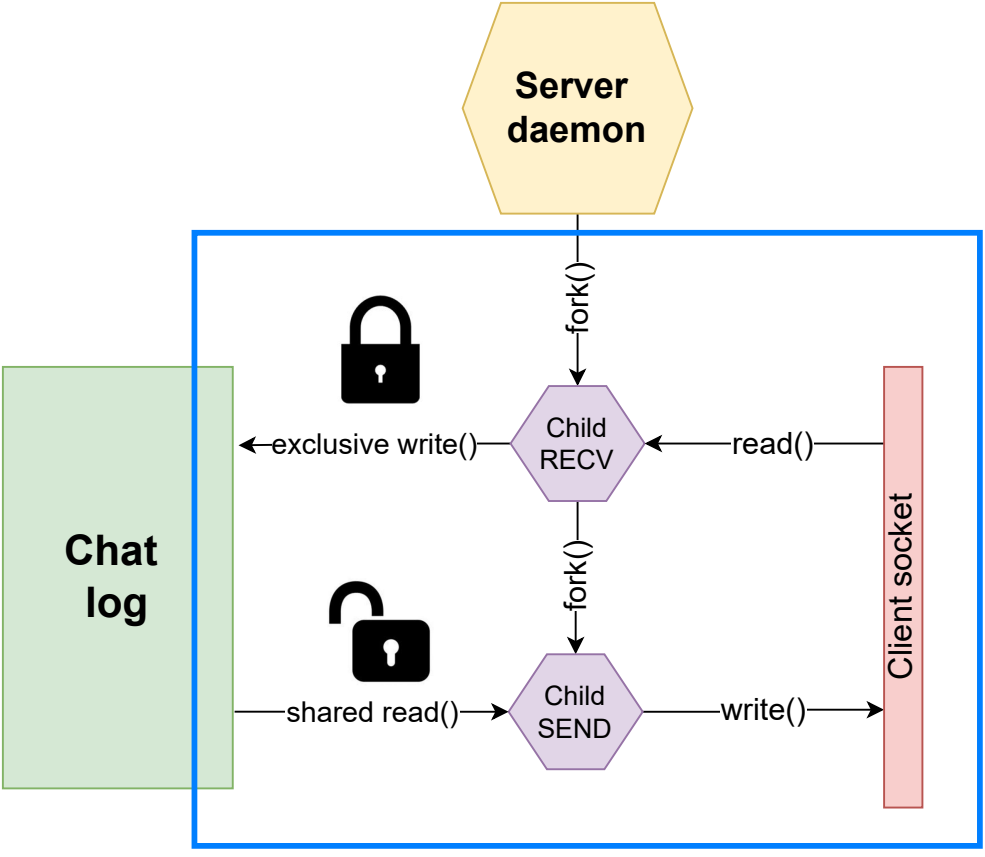 Server
daemon
fork()
exclusive write()
Child
RECV
read()
Chat
log
fork()
Client socket
shared read()
Child
SEND
write()